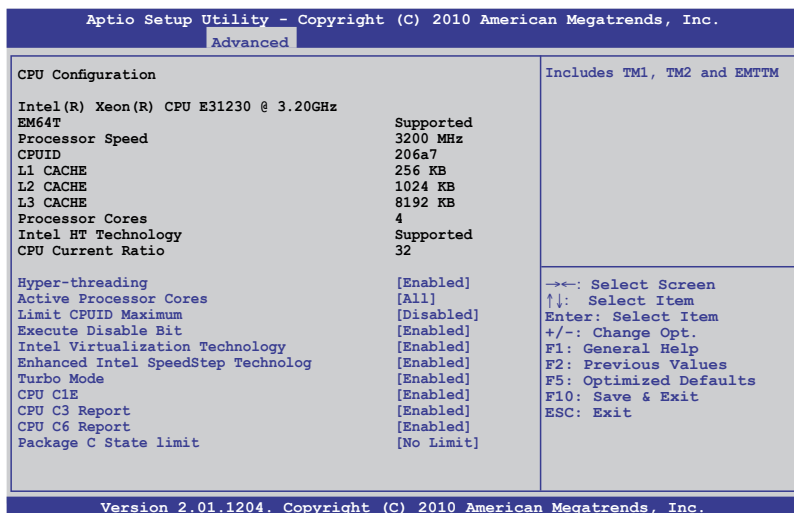 Aptio Setup Utility - Copyright (C) 2010 American Megatrends, Inc.
Advanced
CPU Configuration
Intel(R) Xeon(R) CPU E31230 @ 3.20GHz
EM64T Supported
Processor Speed 3200 MHz
CPUID 206a7
L1 CACHE 256 KB
L2 CACHE 1024 KB
L3 CACHE 8192 KB
Processor Cores 4
Intel HT Technology Supported
CPU Current Ratio 32
Hyper-threading [Enabled]
Active Processor Cores [All]
Limit CPUID Maximum [Disabled]
Execute Disable Bit [Enabled]
Intel Virtualization Technology [Enabled]
Enhanced Intel SpeedStep Technolog [Enabled]
Turbo Mode [Enabled]
CPU C1E [Enabled]
CPU C3 Report [Enabled]
CPU C6 Report [Enabled]
Package C State limit [No Limit]
Includes TM1, TM2 and EMTTM
→←: Select Screen
↑↓: Select Item
Enter: Select Item
+/-: Change Opt.
F1: General Help
F2: Previous Values
F5: Optimized Defaults
F10: Save & Exit
ESC: Exit
Version 2.01.1204. Copyright (C) 2010 American Megatrends, Inc.